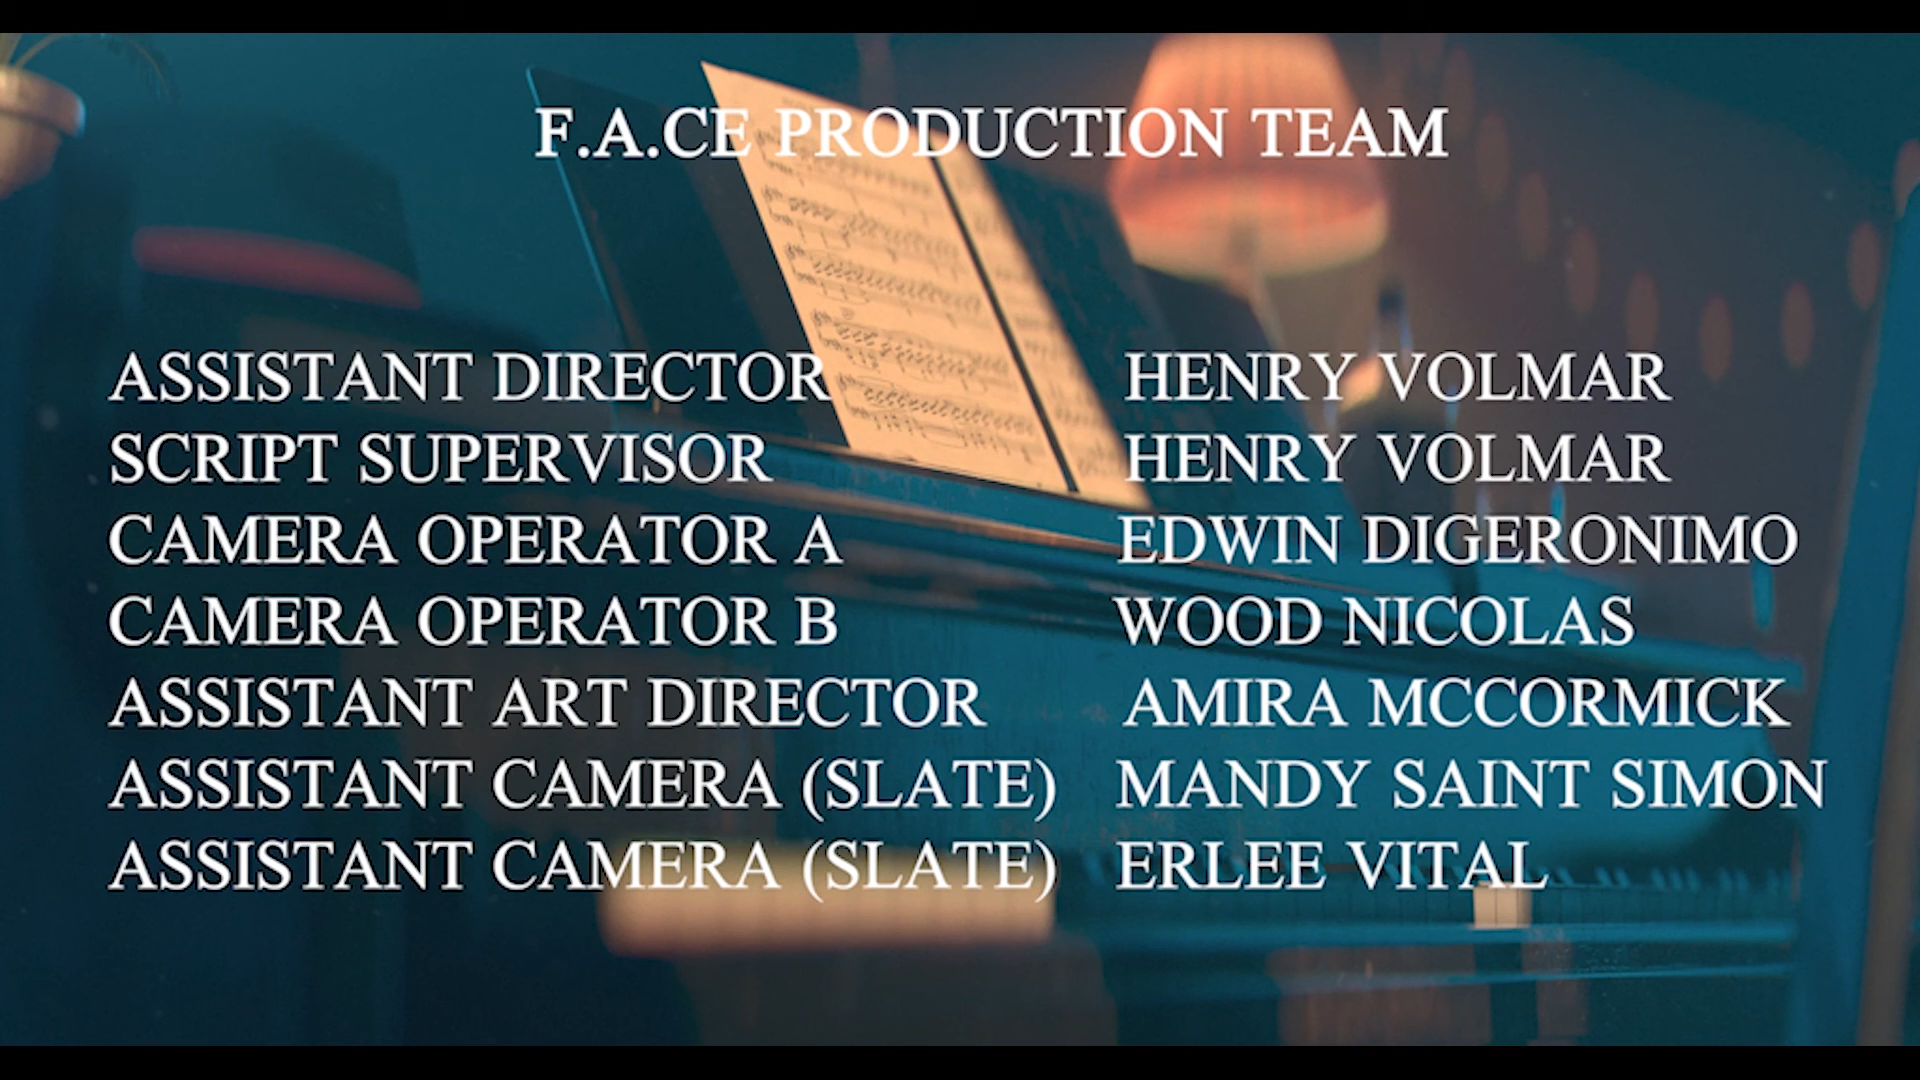 F.A.CE PRODUCTION TEAM
ASSISTANT DIRECTOR HENRY VOLMAR
SCRIPT SUPERVISOR HENRY VOLMAR
CAMERA OPERATOR A EDWIN DIGERONIMO
CAMERA OPERATOR B WOOD NICOLAS
ASSISTANT ART DIRECTOR AMIRA MCCORMICK
ASSISTANT CAMERA (SLATE) MANDY SAINT SIMON
ASSISTANT CAMERA (SLATE) ERLEE VITAL